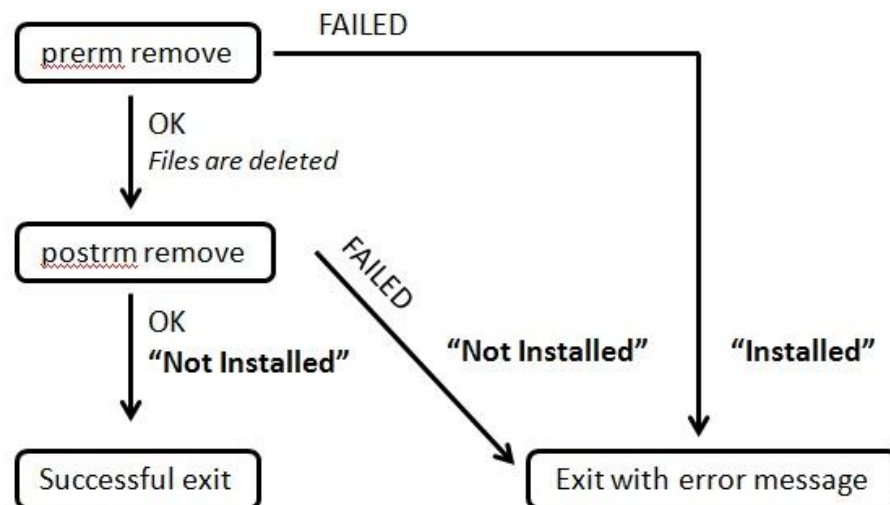 FAILED
prerm remove
OK
Files are deleted
postrm remove
FAILED
OK
"Not Installed"
"Not Installed"
"Installed"
Successful exit
Exit with error message